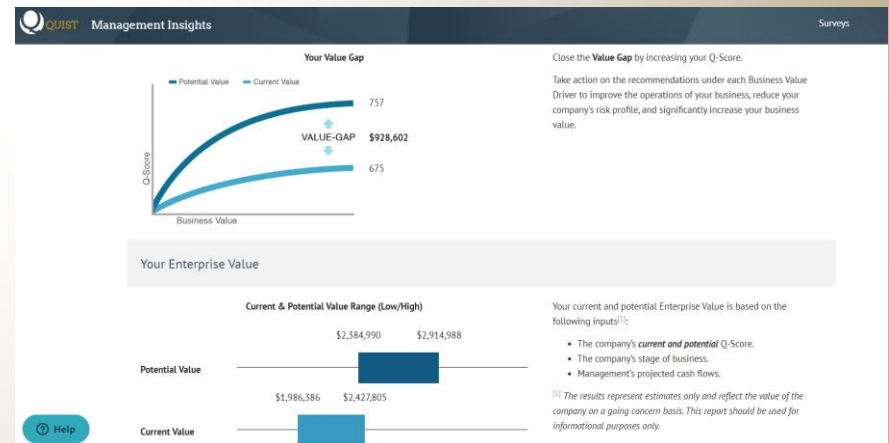 QUIST Management Insights Surveys
Your Value Gap
Potential Value Current Value
757
VALUE-GAP $928,602
675
Q-Score
Business Value
Close the Value Gap by increasing your Q-Score.
Take action on the recommendations under each Business Value
Driver to improve the operations of your business, reduce your
company's risk profile, and significantly increase your business
value.
Your Enterprise Value
Current & Potential Value Range (Low/High)
$2,384,990 $2,914,988
Potential Value
$1,986,386 $2,427,805
Current Value
Your current and potential Enterprise Value is based on the
following inputs[1]:
• The company's current and potential Q-Score.
• The company's stage of business.
• Management's projected cash flows.
[1] The results represent estimates only and reflect the value of the
company on a going concern basis. This report should be used for
informational purposes only.
? Help